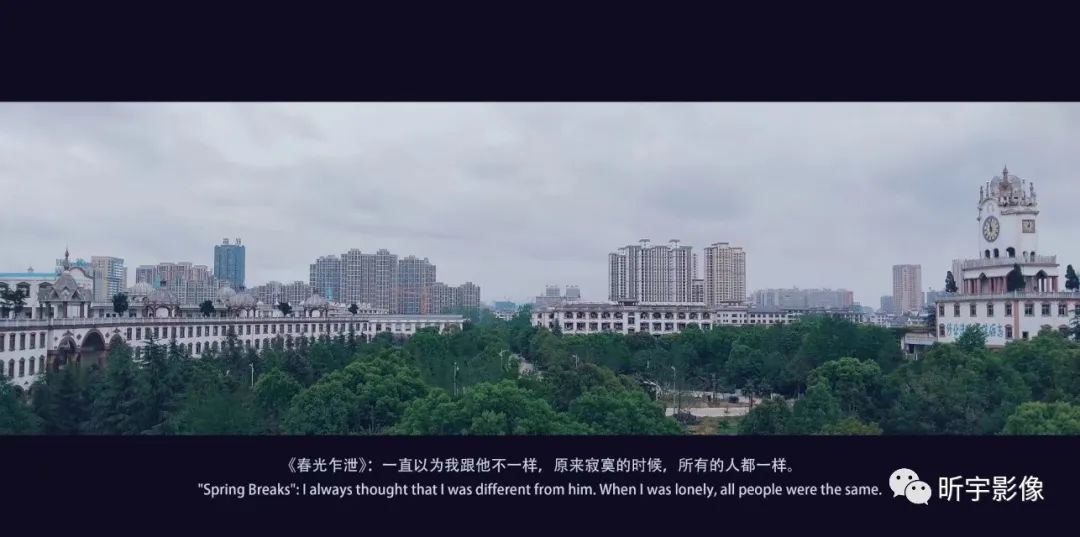 《春光乍泄》：一直以为我跟他不一样，原来寂寞的时候，所有的人都一样。
"Spring Breaks": I always thought that I was different from him. When I was lonely, all people were the same.
昕宇影像